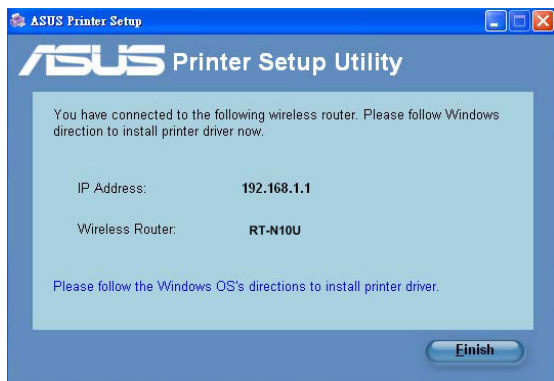 ASUS Printer Setup
ASUS Printer Setup Utility
You have connected to the following wireless router. Please follow Windows
direction to install printer driver now.
IP Address: 192.168.1.1
Wireless Router: RT-N10U
Please follow the Windows OS's directions to install printer driver.
Finish